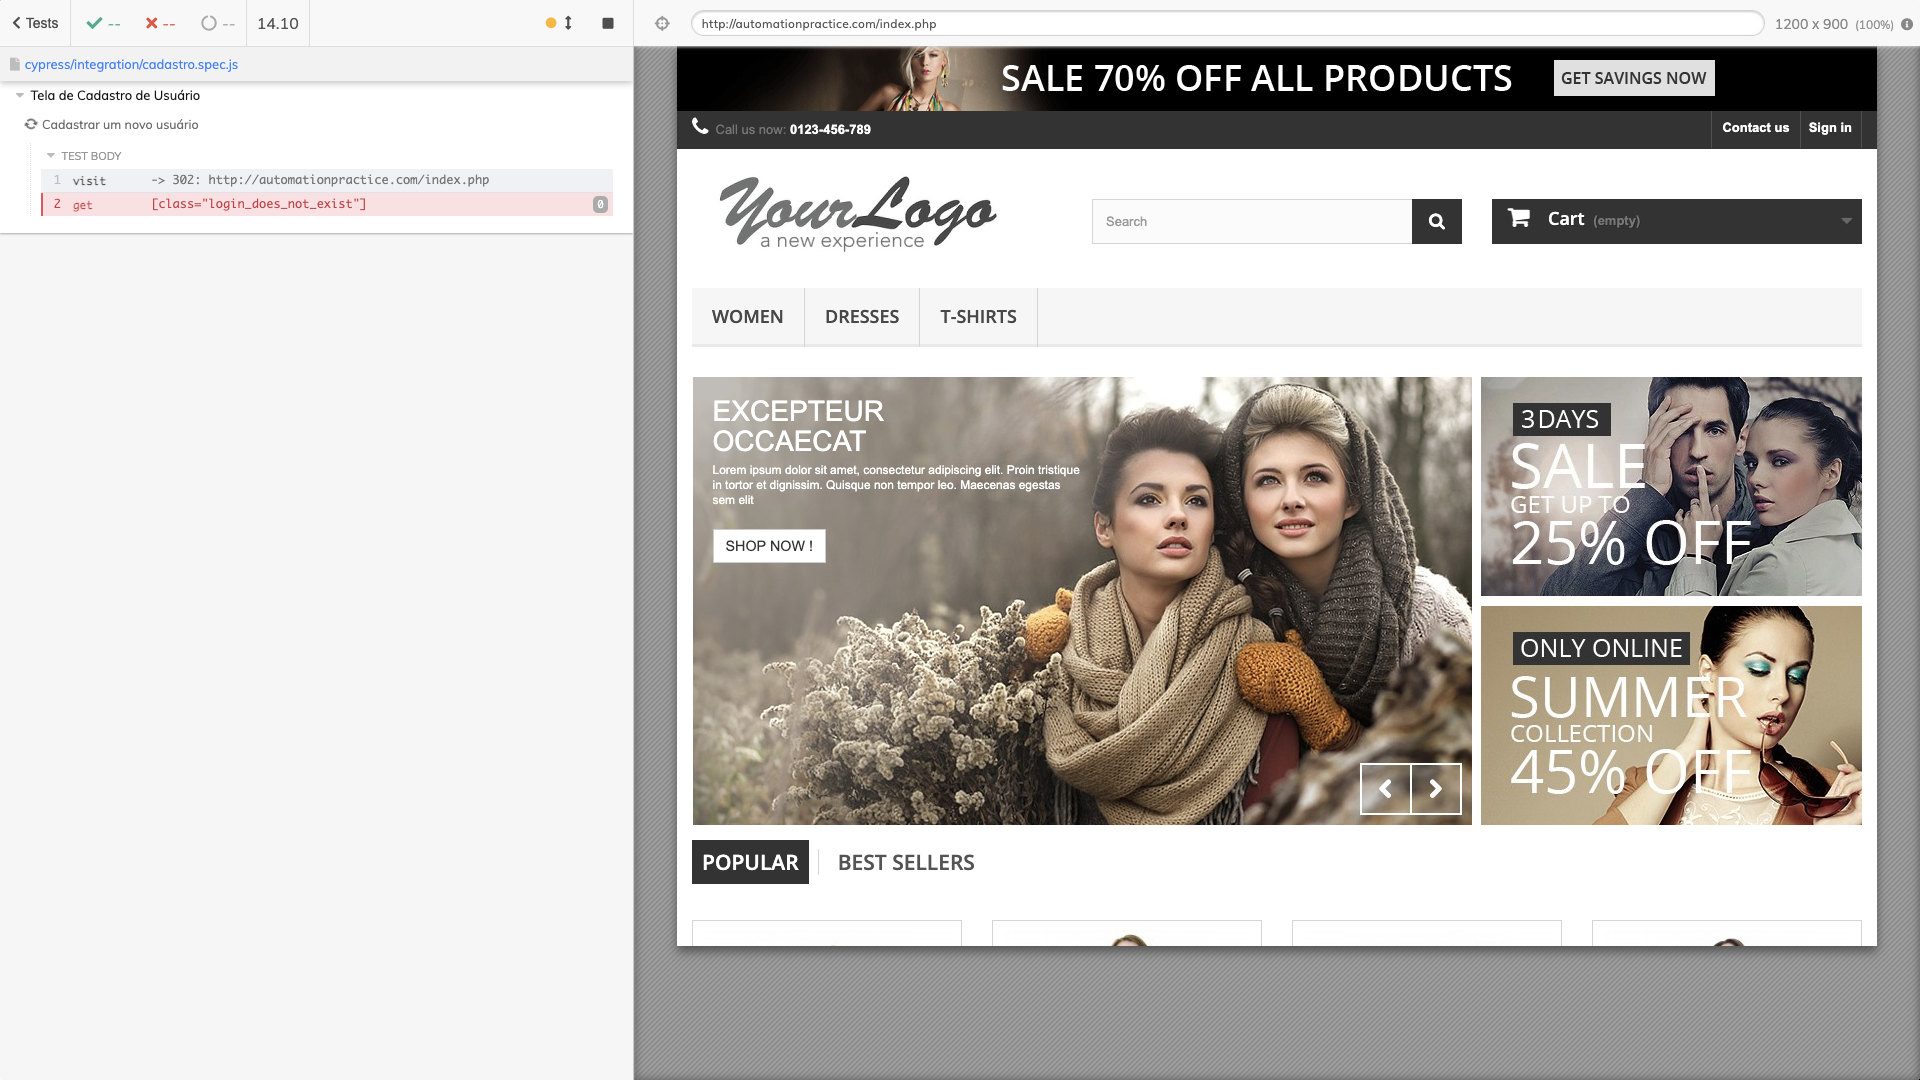 Tests
--
--
--
14.10
http://automationpractice.com/index.php
1200 x 900 (100%)
cypress/integration/cadastro.spec.js
Tela de Cadastro de Usuário
Cadastrar um novo usuário
TEST BODY
1 visit -> 302: http://automationpractice.com/index.php
2 get [class="login_does_not_exist"] 0
SALE 70% OFF ALL PRODUCTS GET SAVINGS NOW
Call us now: 0123-456-789
Contact us
Sign in
Your Logo
a new experience
Search
Cart (empty)
WOMEN
DRESSES
T-SHIRTS
EXCEPTEUR
OCCAECAT
Lorem ipsum dolor sit amet, consectetur adipiscing elit. Proin tristique
in tortor et dignissim. Quisque non tempor leo. Maecenas egestas
sem elit
SHOP NOW !
3DAYS
SALE
GET UP TO
25% OFF
ONLY ONLINE
SUMMER
COLLECTION
45% OFF
POPULAR
BEST SELLERS